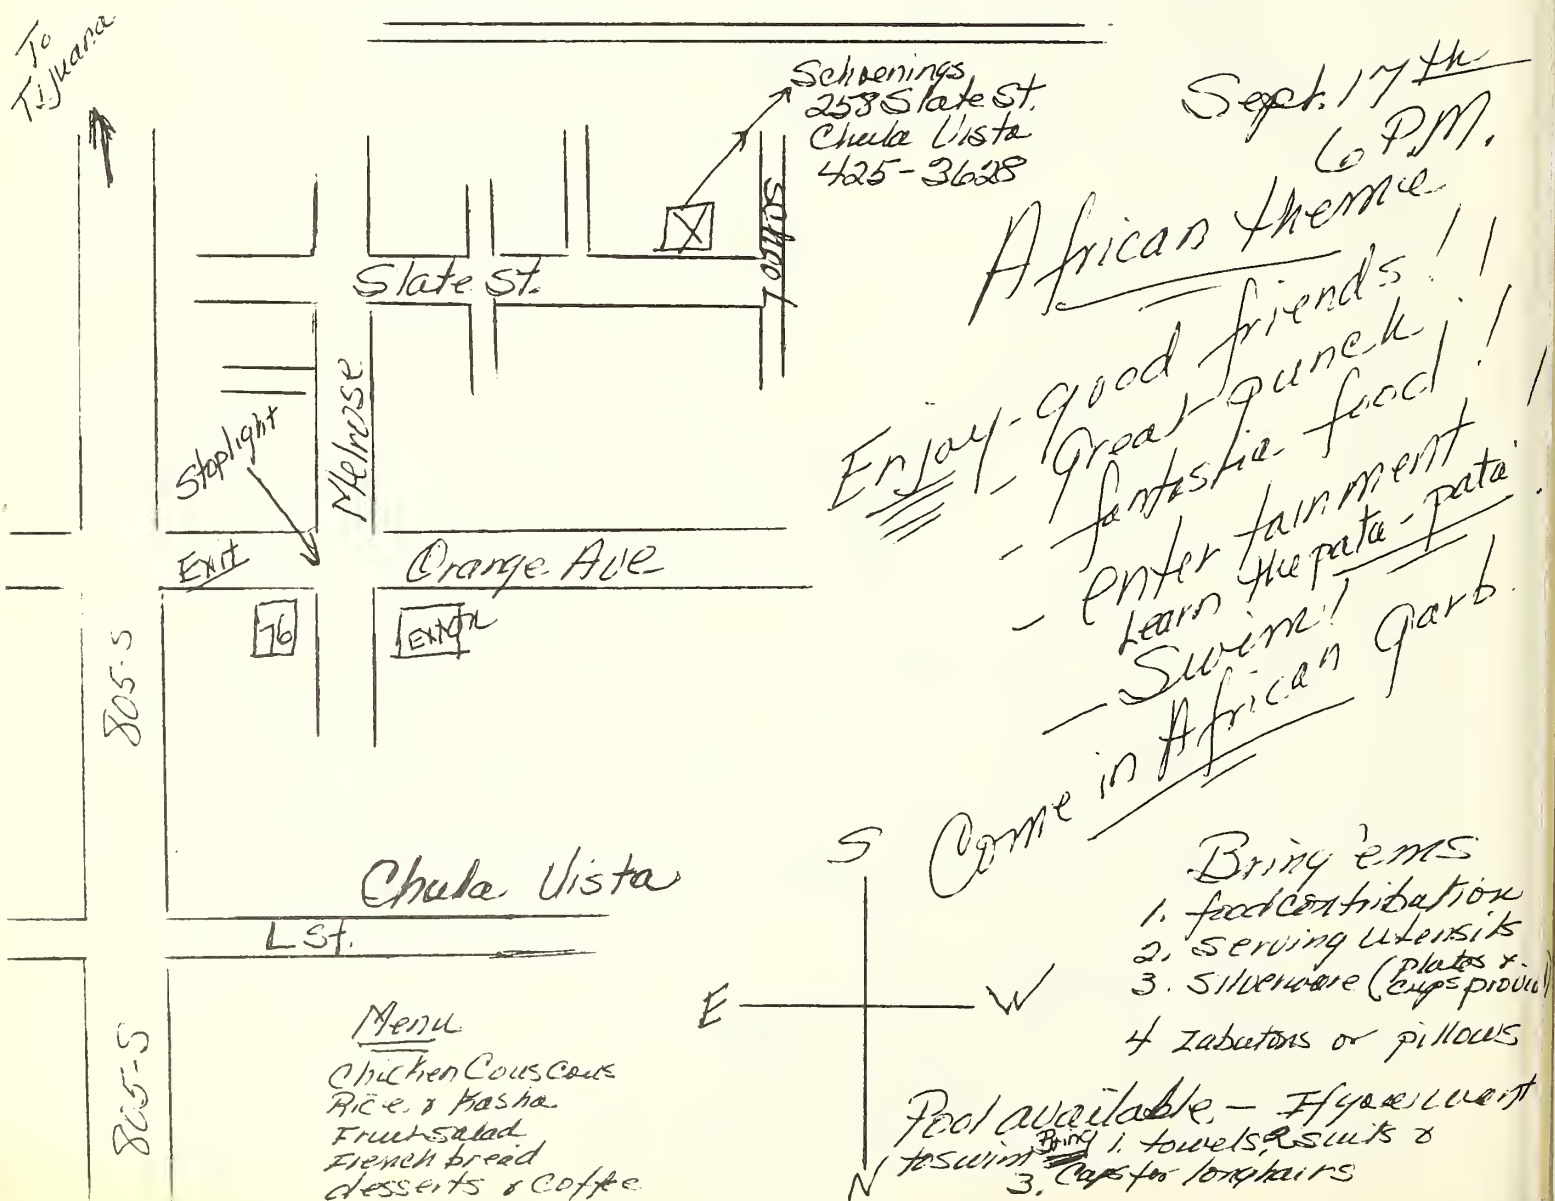 To
Tijuana
Schoenings
258 Slate St.
Chula Vista
425-3628
Sept. 17th
6 P.M.
African theme
Slate St.
Melrose
Stoplight
Exit
Orange Ave
76
EXXON
805-S
Enjoy - good friends!!
- great punch!
- fantastic food!
- entertainment!
Learn the pata-pata!
- Swim!
Come in African garb.
Chula Vista
L St.
805-S
S
E
W
N
Menu
Chicken Cous Cous
Rice & Kasha
Fruit salad
French bread
desserts & Coffee
Bring 'ems
1. food contribution
2. serving utensils
3. silverware (plates & cups
4 zabutons or pillows
Pool available - If you want
to swim Bring 1. towels, 2 suits &
3. Caps for longhairs